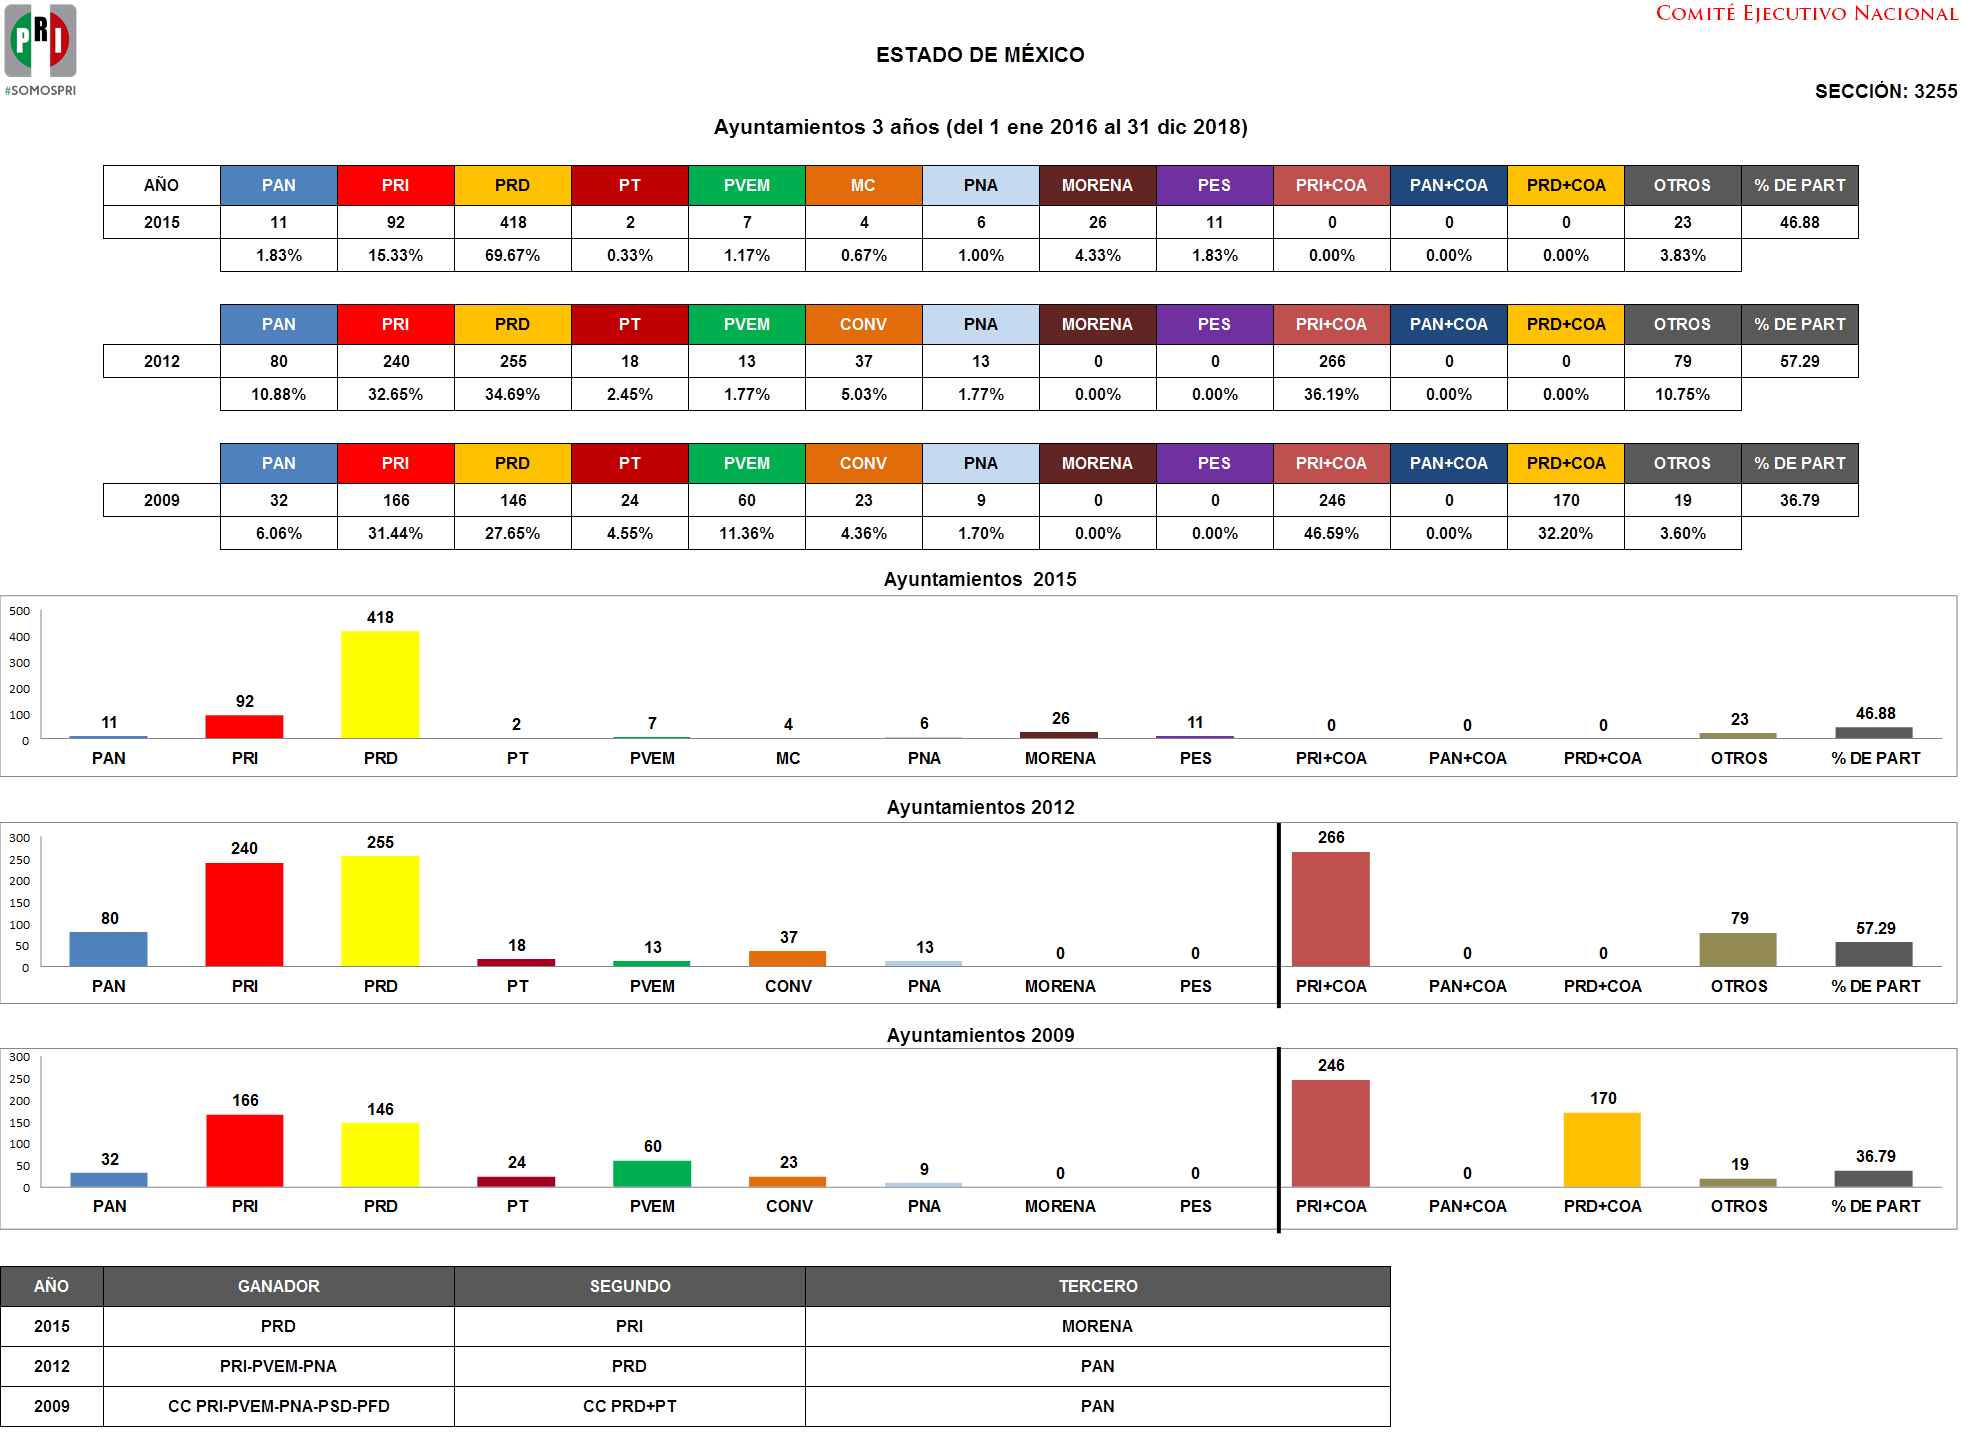 PRI
#SOMOSPRI
COMITÉ EJECUTIVO NACIONAL
ESTADO DE MÉXICO
SECCIÓN: 3255
Ayuntamientos 3 años (del 1 ene 2016 al 31 dic 2018)
AÑO PAN PRI PRD PT PVEM MC PNA MORENA PES PRI+COA PAN+COA PRD+COA OTROS % DE PART
2015 11 92 418 2 7 4 6 26 11 0 0 0 23 46.88
1.83% 15.33% 69.67% 0.33% 1.17% 0.67% 1.00% 4.33% 1.83% 0.00% 0.00% 0.00% 3.83%
PAN PRI PRD PT PVEM CONV PNA MORENA PES PRI+COA PAN+COA PRD+COA OTROS % DE PART
2012 80 240 255 18 13 37 13 0 0 266 0 0 79 57.29
10.88% 32.65% 34.69% 2.45% 1.77% 5.03% 1.77% 0.00% 0.00% 36.19% 0.00% 0.00% 10.75%
PAN PRI PRD PT PVEM CONV PNA MORENA PES PRI+COA PAN+COA PRD+COA OTROS % DE PART
2009 32 166 146 24 60 23 9 0 0 246 0 170 19 36.79
6.06% 31.44% 27.65% 4.55% 11.36% 4.36% 1.70% 0.00% 0.00% 46.59% 0.00% 32.20% 3.60%
Ayuntamientos 2015
500
400
300
200
100
0
11 92 418 2 7 4 6 26 11 0 0 0 23 46.88
PAN PRI PRD PT PVEM MC PNA MORENA PES PRI+COA PAN+COA PRD+COA OTROS % DE PART
Ayuntamientos 2012
300
250
200
150
100
50
0
80 240 255 18 13 37 13 0 0 266 0 0 79 57.29
PAN PRI PRD PT PVEM CONV PNA MORENA PES PRI+COA PAN+COA PRD+COA OTROS % DE PART
Ayuntamientos 2009
300
250
200
150
100
50
0
32 166 146 24 60 23 9 0 0 246 0 170 19 36.79
PAN PRI PRD PT PVEM CONV PNA MORENA PES PRI+COA PAN+COA PRD+COA OTROS % DE PART
AÑO GANADOR SEGUNDO TERCERO
2015 PRD PRI MORENA
2012 PRI-PVEM-PNA PRD PAN
2009 CC PRI-PVEM-PNA-PSD-PFD CC PRD+PT PAN